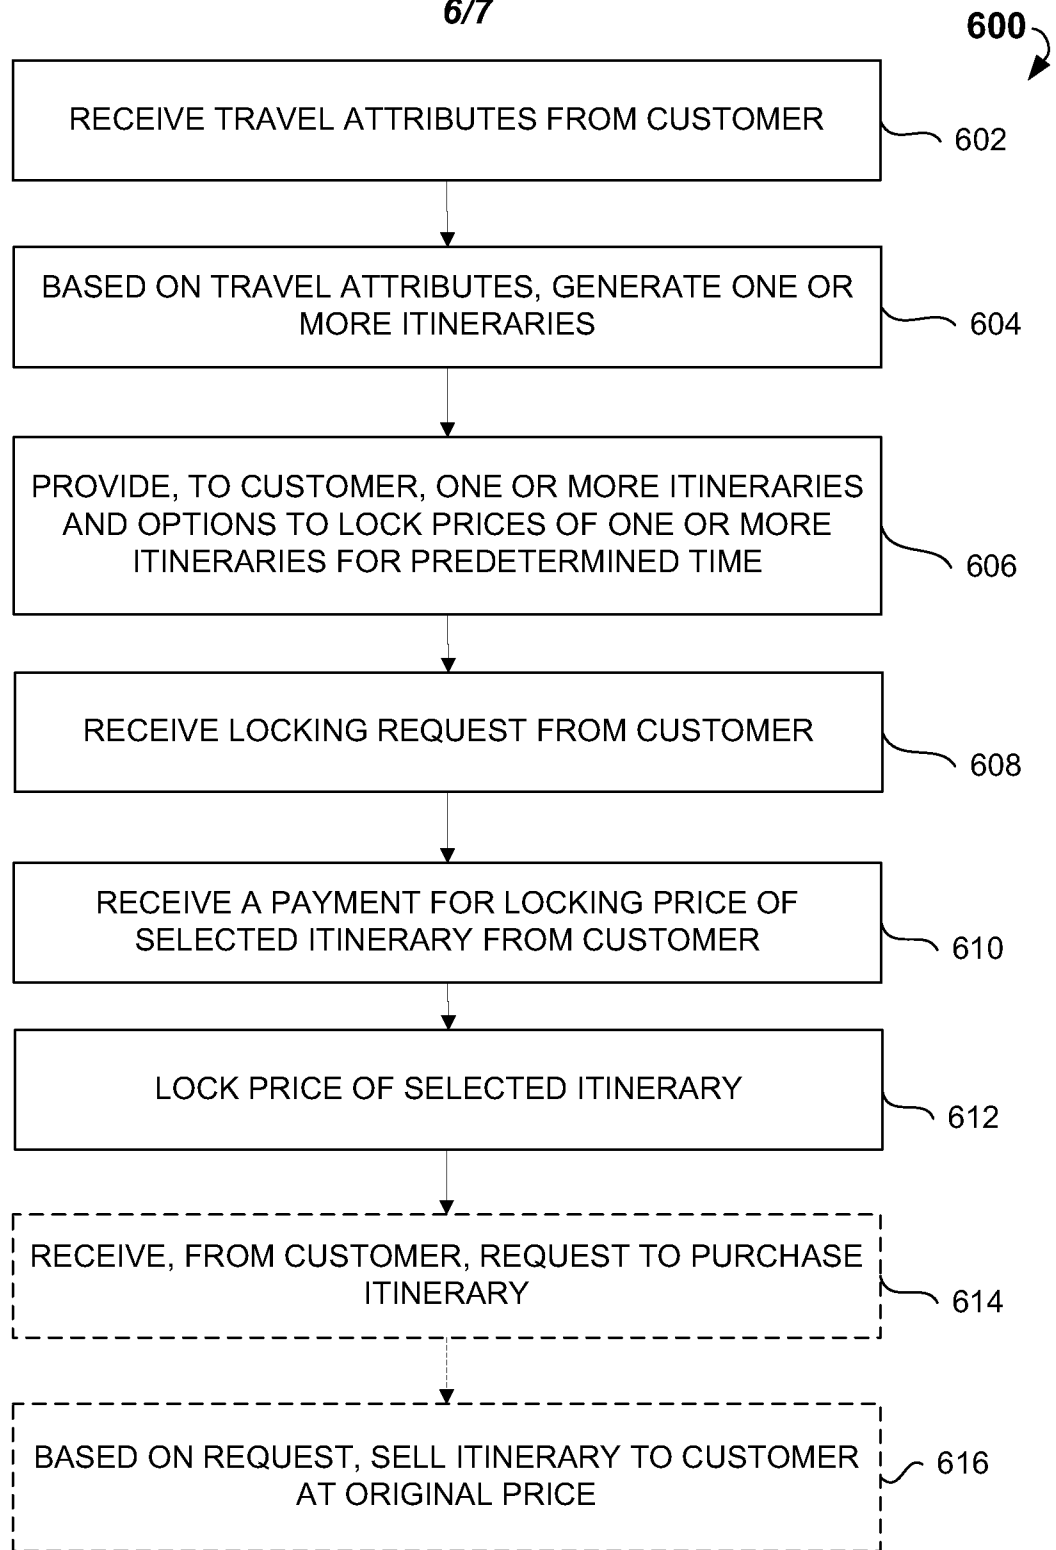 6/7
600
RECEIVE TRAVEL ATTRIBUTES FROM CUSTOMER
602
BASED ON TRAVEL ATTRIBUTES, GENERATE ONE OR
MORE ITINERARIES
604
PROVIDE, TO CUSTOMER, ONE OR MORE ITINERARIES
AND OPTIONS TO LOCK PRICES OF ONE OR MORE
ITINERARIES FOR PREDETERMINED TIME
606
RECEIVE LOCKING REQUEST FROM CUSTOMER
608
RECEIVE A PAYMENT FOR LOCKING PRICE OF
SELECTED ITINERARY FROM CUSTOMER
610
LOCK PRICE OF SELECTED ITINERARY
612
RECEIVE, FROM CUSTOMER, REQUEST TO PURCHASE
ITINERARY
614
BASED ON REQUEST, SELL ITINERARY TO CUSTOMER
AT ORIGINAL PRICE
616